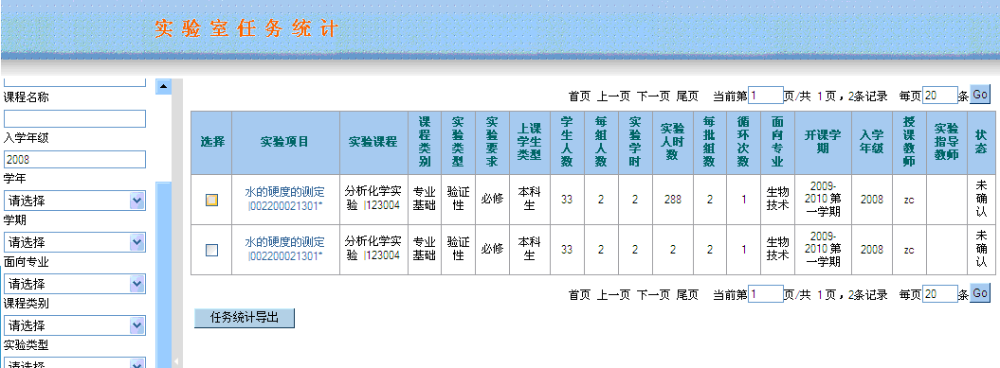 实验室任务统计
课程名称
入学年级
2008
学年
请选择
学期
请选择
面向专业
请选择
课程类别
请选择
实验类型
请选择
首页 上一页 下一页 尾页 当前第1页/共 1页，2条记录 每页20条Go
选择 实验项目 实验课程 课程类别 实验类型 实验要求 上课学生类型 学生人数 每组人数 实验学时 实验人时数 每批组数 循环次数 面向专业 开课学期 入学年级 授课教师 实验指导教师 状态
水的硬度的测定|002200021301* 分析化学实验 |123004 专业基础 验证性 必修 本科生 33 2 2 288 2 1 生物技术 2009-2010 第一学期 2008 zc 未确认
水的硬度的测定|002200021301* 分析化学实验 |123004 专业基础 验证性 必修 本科生 33 2 2 2 2 1 生物技术 2009-2010 第一学期 2008 zc 未确认
首页 上一页 下一页 尾页 当前第1页/共 1页，2条记录 每页20条Go
任务统计导出